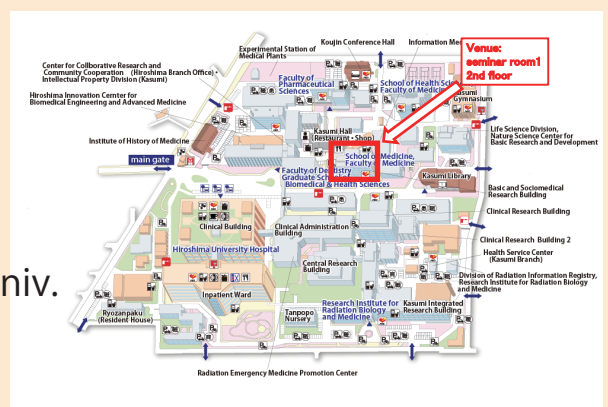 Koujin Conference Hall
Experimental Station of
Medical Plants
Venue:
seminar room1
2nd floor
Center for Collborative Research and
Community Cooperation (Hiroshima Branch Office)・
Intellectual Property Division (Kasumi)
Faculty of
Pharmaceutical
Sciences
School of Health Sc
Faculty of Medicine
Kasumi
Gymnasium
Hiroshima Innovation Cernter for
Biomedical Engineering and Advanced Medicine
Institute of History of Medicine
Kasumi Hall
(Restaurant・Shop)
Life Science Division,
Nature Science Center for
Basic Research and Development
main gate
School of Medicine,
Faculty of Medicine
Faculty of Dentistry
Graduate School of
Biomedical & Health Sciences
Kasumi Library
Basic and Sociomedical
Research Building
Clinical Research Building
Clinical Building
Clinical Administration
Building
Clinical Research Building 2
Hiroshima University Hospital
Central Research
Building
Health Service Center
(Kasumi Branch)
Division of Radiation Information Registry,
Research Institute for Radiation Biology
and Medicine
niv.
Inpatient Ward
Ryozanpaku
(Resident House)
Tanpopo
Nursery
Research Institute for
Radiation Biology
and Medicine
Kasumi Integrated
Research Building
Radiation Emergency Medicine Promotion Center